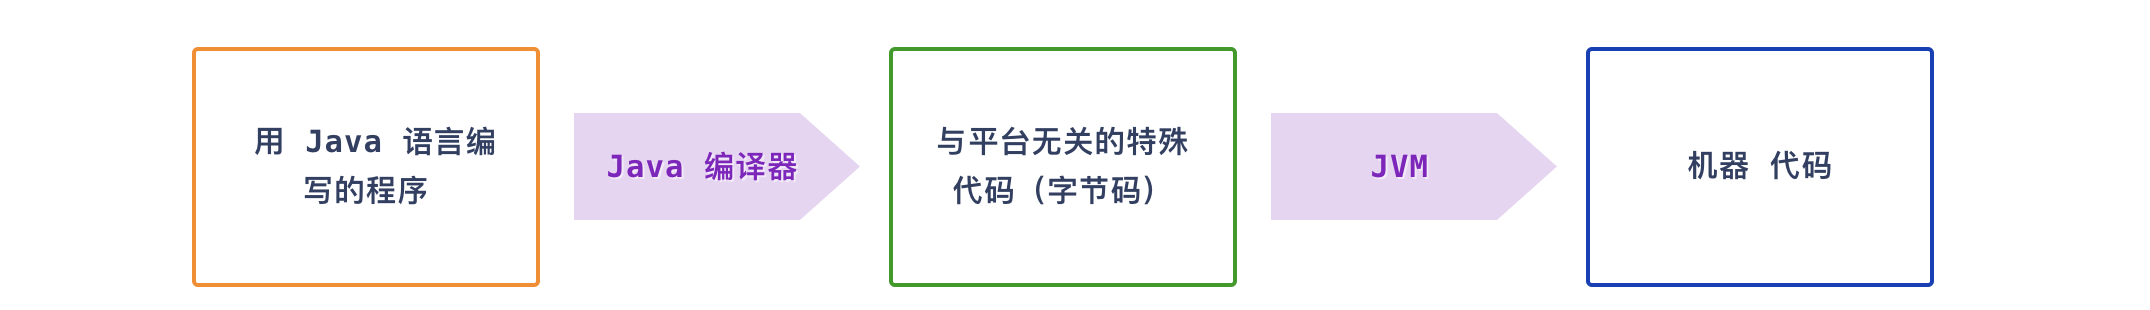 用 Java 语言编
写的程序
Java 编译器
与平台无关的特殊
代码（字节码）
JVM
机器 代码